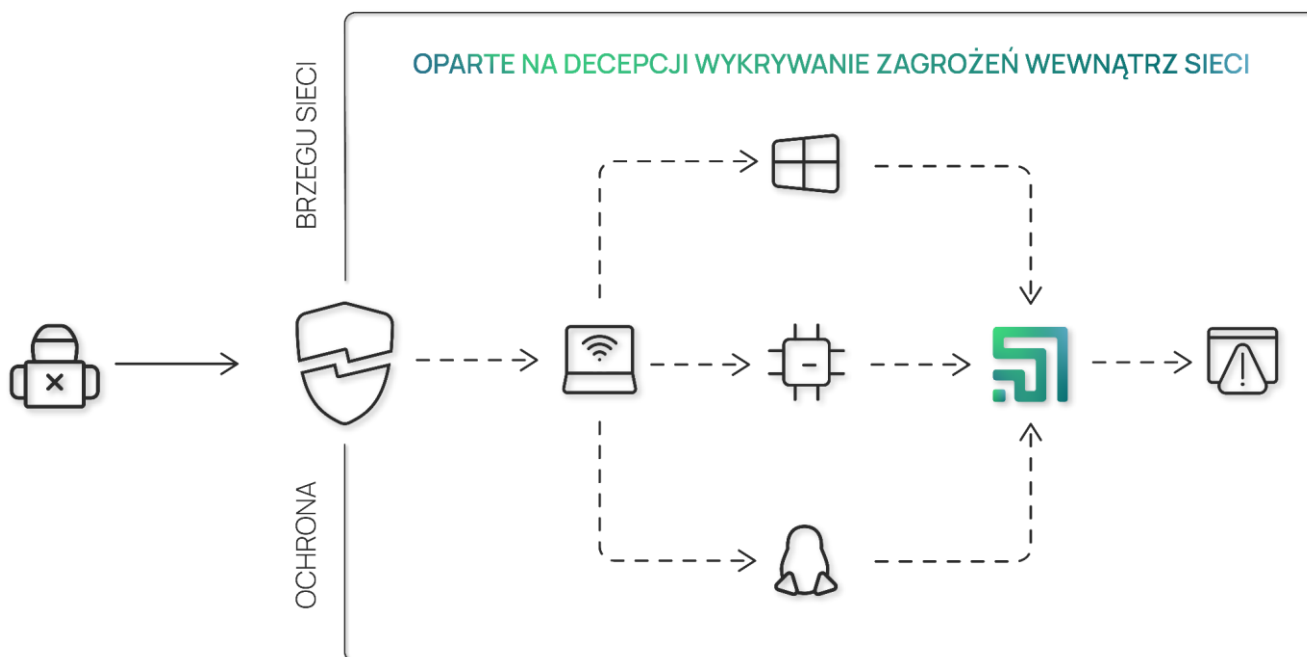 OPARTE NA DECEPCJI WYKRYWANIE ZAGROŻEŃ WEWNĄTRZ SIECI
OCHRONA
BRZEGU SIECI